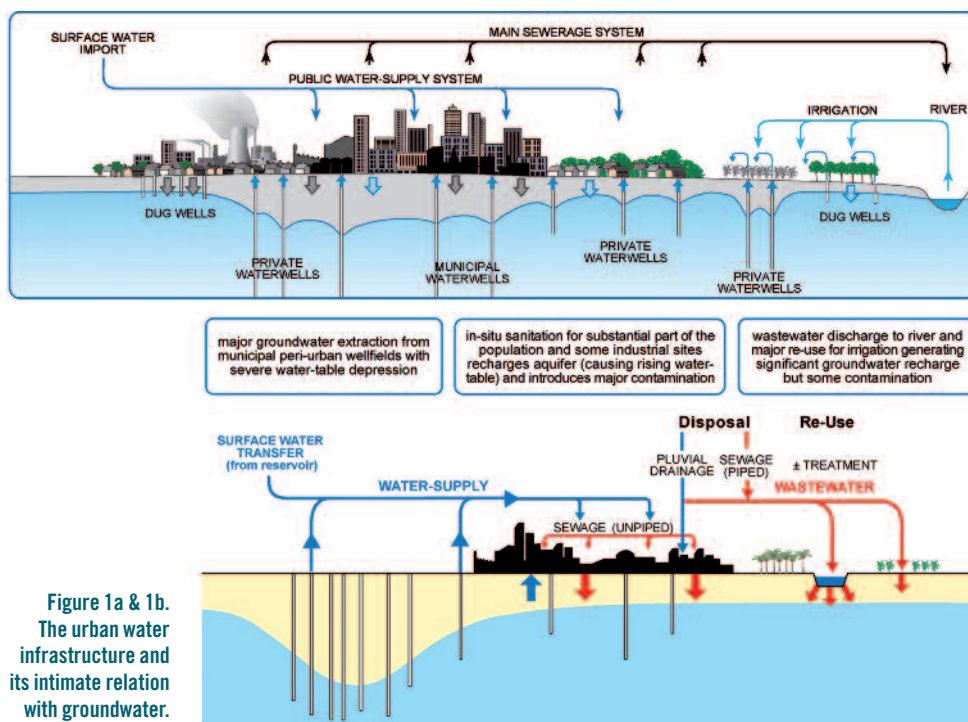 MAIN SEWERAGE SYSTEM
SURFACE WATER
IMPORT
PUBLIC WATER-SUPPLY SYSTEM
IRRIGATION
RIVER
DUG WELLS
PRIVATE
WATERWELLS
MUNICIPAL
WATERWELLS
PRIVATE
WATERWELLS
PRIVATE
WATERWELLS
DUG WELLS
major groundwater extraction from
municipal peri-urban wellfields with
severe water-table depression
in-situ sanitation for substantial part of the
population and some industrial sites
recharges aquifer (causing rising water-
table) and introduces major contamination
wastewater discharge to river and
major re-use for irrigation generating
significant groundwater recharge
but some contamination
Disposal
Re-Use
SURFACE WATER
TRANSFER
(from reservoir)
PLUVIAL
DRAINAGE
SEWAGE
(PIPED)
± TREATMENT
WATER-SUPPLY
WASTEWATER
SEWAGE (UNPIPED)
Figure 1a & 1b.
The urban water
infrastructure and
its intimate relation
with groundwater.